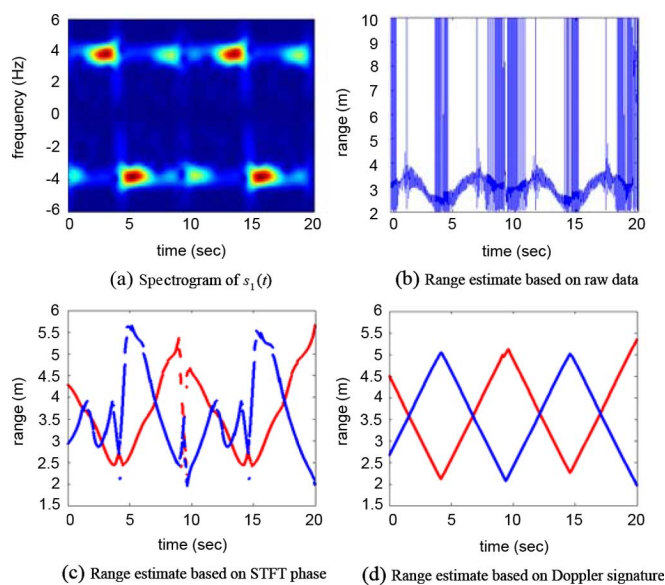 6
4
2
0
-2
-4
-6
frequency (Hz)
0 5 10 15 20
time (sec)
(a) Spectrogram of s₁(t)
10
9
8
7
6
5
4
3
2
range (m)
0 5 10 15 20
time (sec)
(b) Range estimate based on raw data
6
5.5
5
4.5
4
3.5
3
2.5
2
1.5
range (m)
0 5 10 15 20
time (sec)
(c) Range estimate based on STFT phase
6
5.5
5
4.5
4
3.5
3
2.5
2
1.5
range (m)
0 5 10 15 20
time (sec)
(d) Range estimate based on Doppler signature